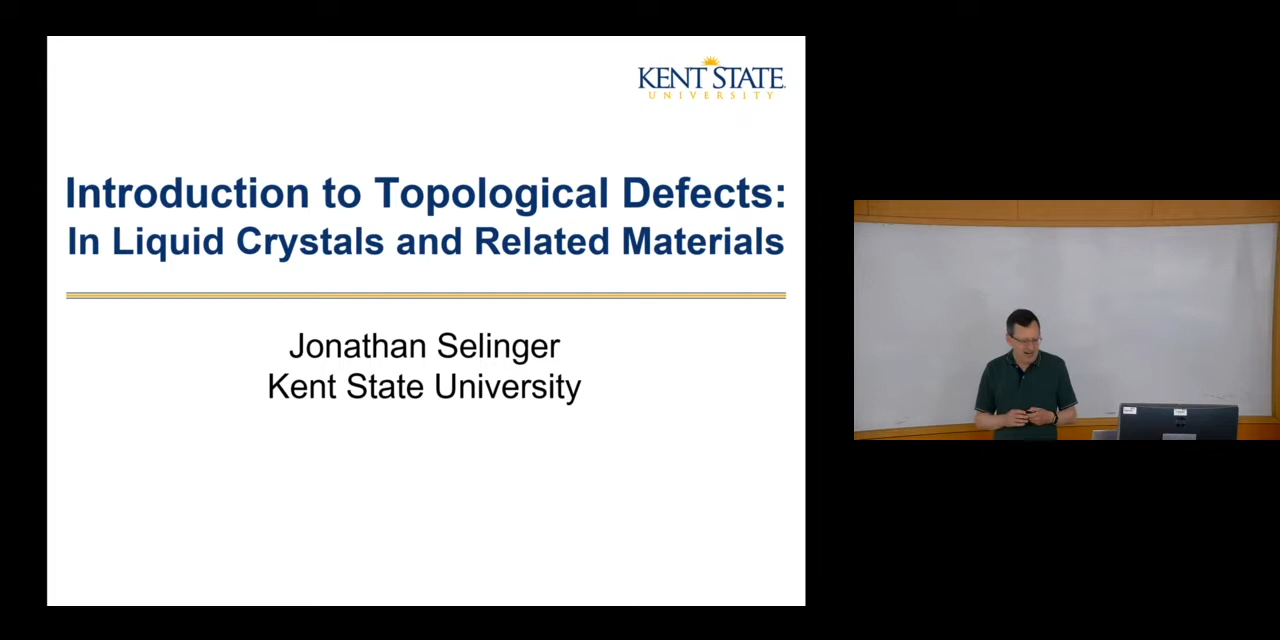 KENT STATE
UNIVERSITY
Introduction to Topological Defects:
In Liquid Crystals and Related Materials
Jonathan Selinger
Kent State University